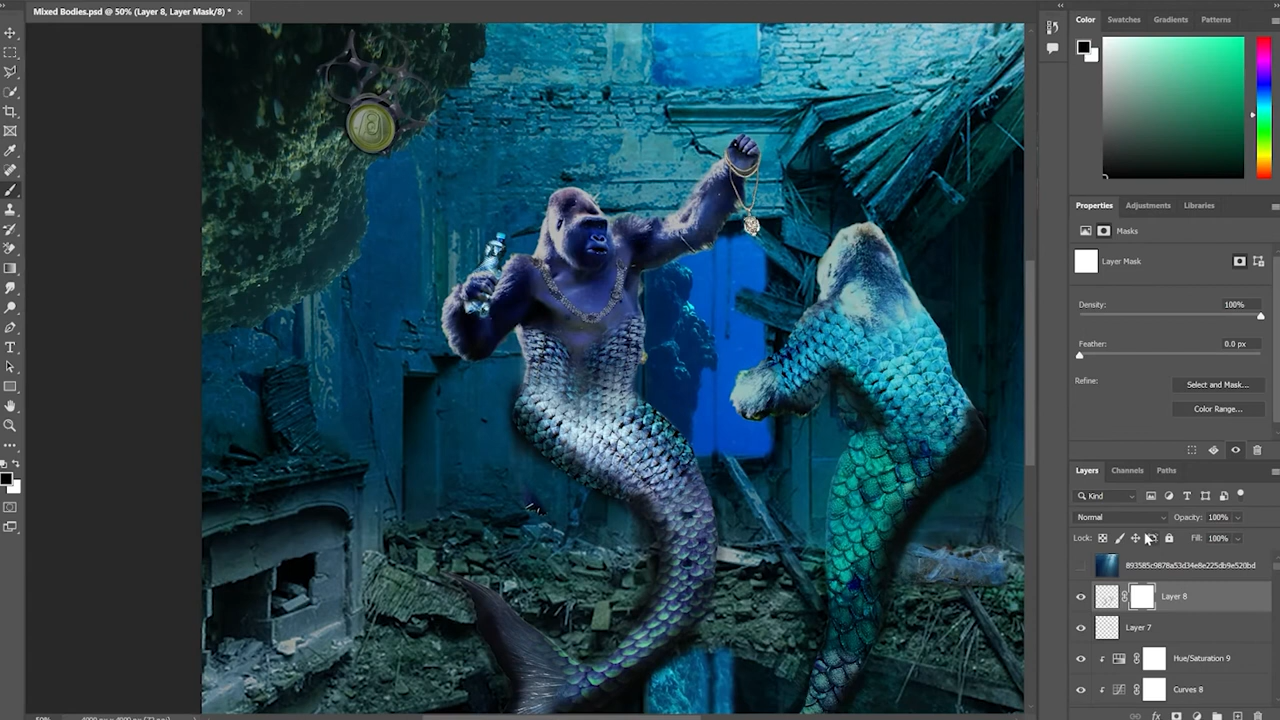 Mixed Bodies.psd @ 50% (Layer 8, Layer Mask/8) *
Color
Swatches
Gradients
Patterns
Properties
Adjustments
Libraries
Masks
Layer Mask
Density: 100%
Feather: 0.0 px
Refine:
Select and Mask...
Color Range...
Layers
Channels
Paths
Kind
Normal
Opacity: 100%
Lock:
Fill: 100%
Layer 8
Layer 7
Hue/Saturation 9
Curves 8
8